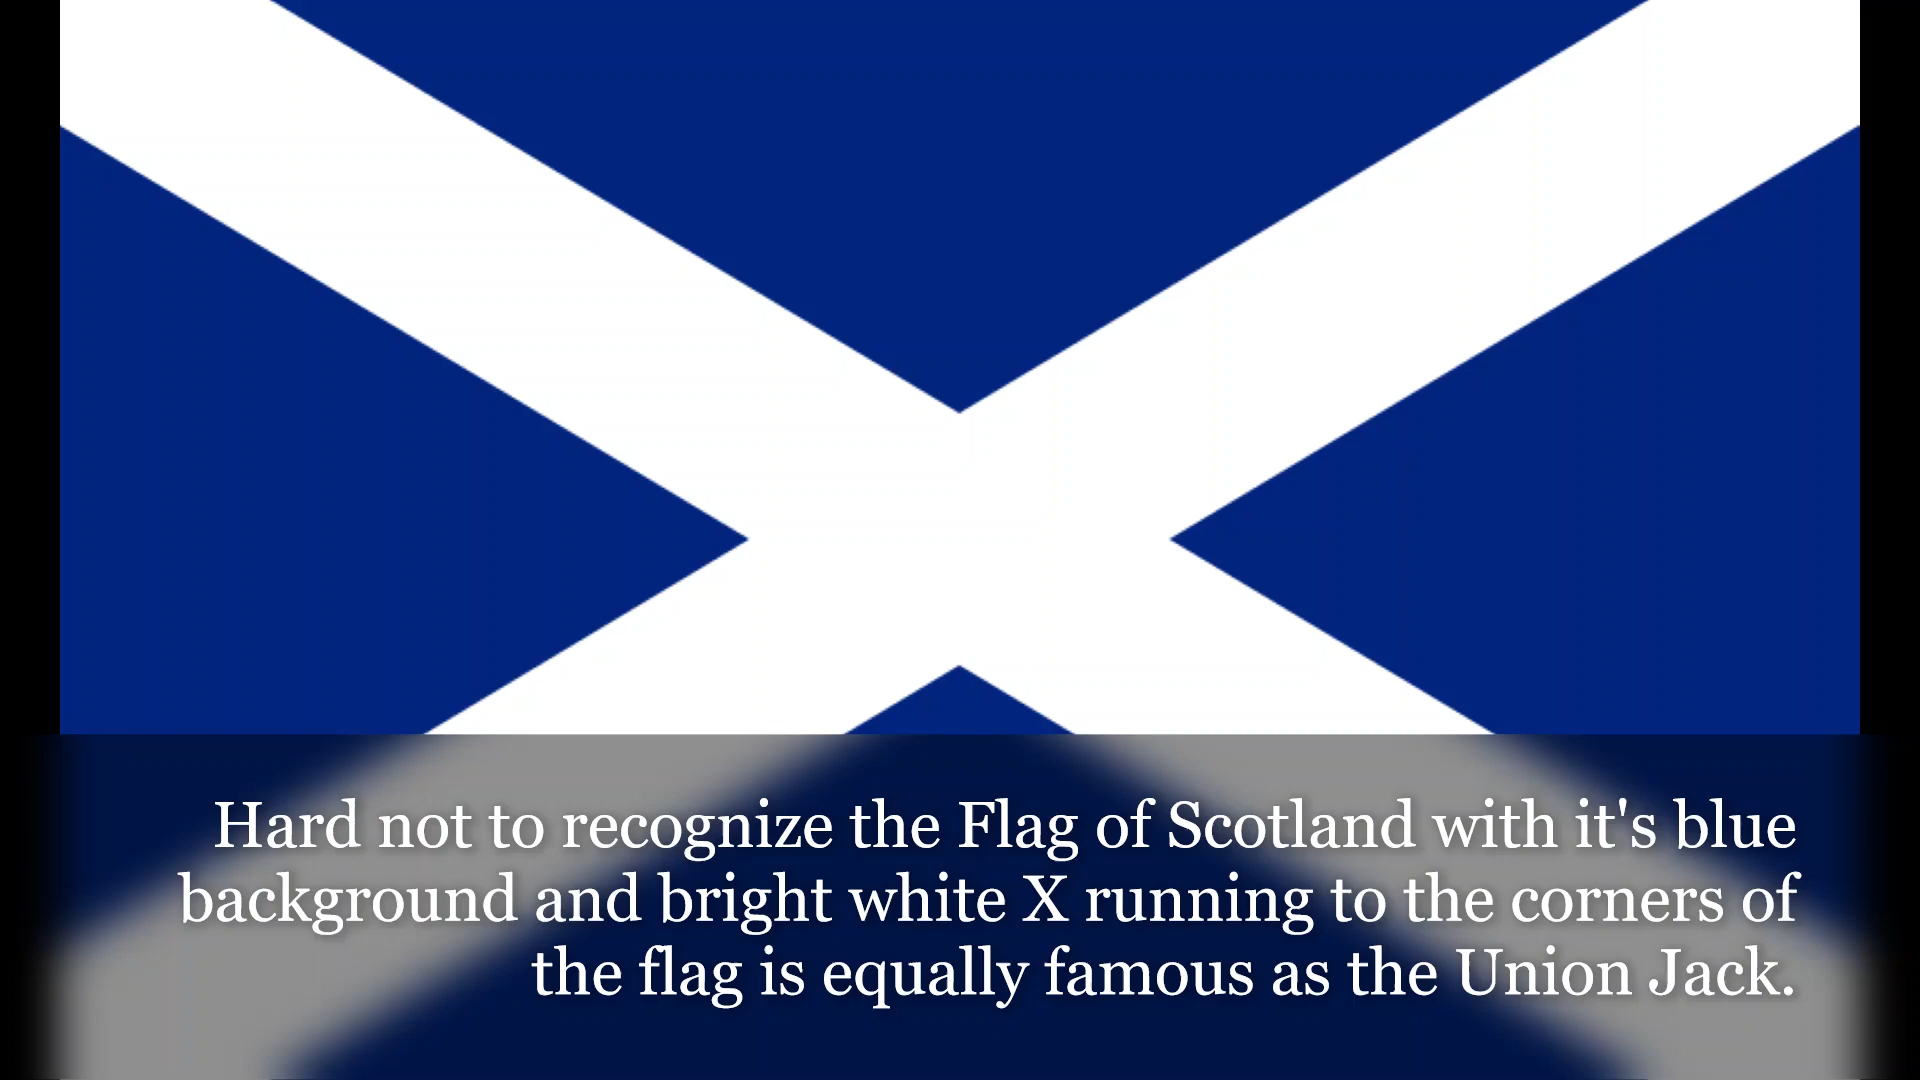 Hard not to recognize the Flag of Scotland with it's blue
background and bright white X running to the corners of
the flag is equally famous as the Union Jack.